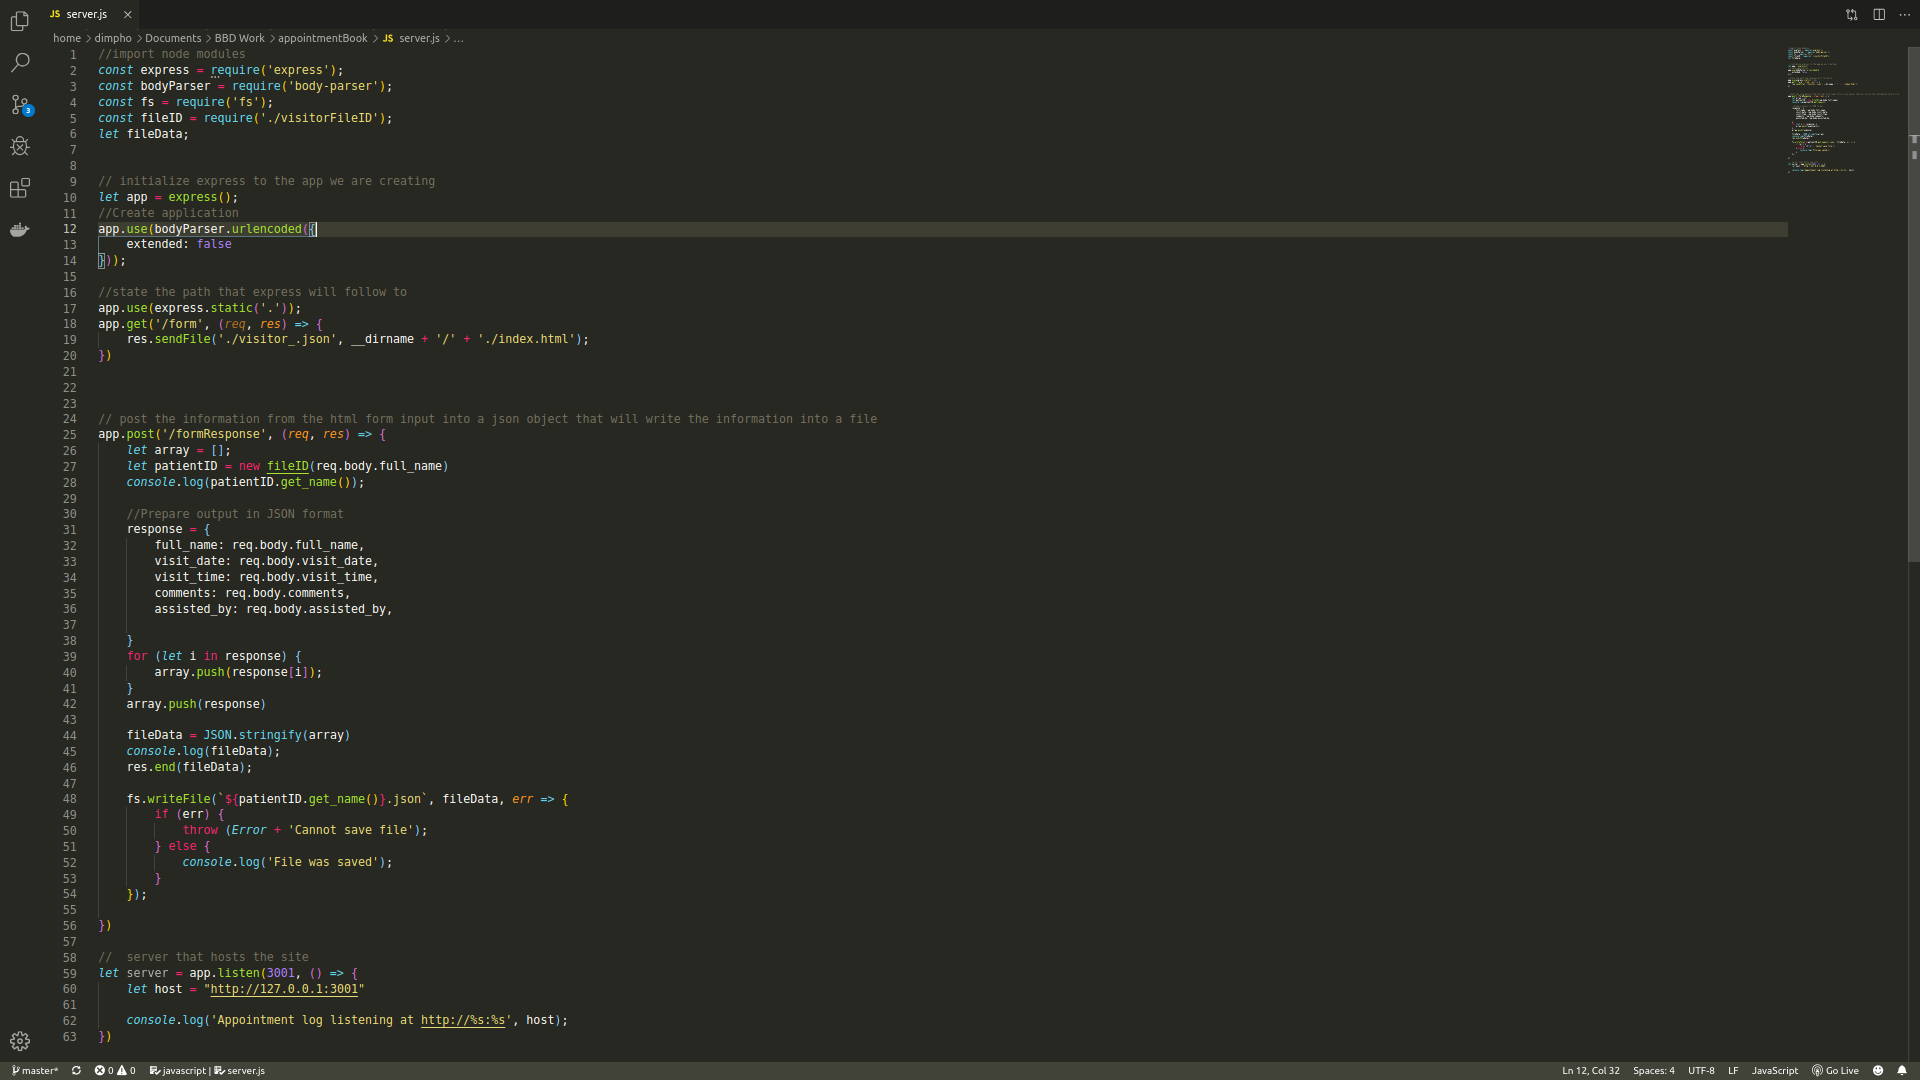 JS server.js ×
home > dimpho > Documents > BBD Work > appointmentBook > JS server.js > ...
1 //import node modules
2 const express = require('express');
3 const bodyParser = require('body-parser');
4 const fs = require('fs');
5 const fileID = require('./visitorFileID');
6 let fileData;
7
8
9 // initialize express to the app we are creating
10 let app = express();
11 //Create application
12 app.use(bodyParser.urlencoded({
13     extended: false
14 }));
15
16 //state the path that express will follow to
17 app.use(express.static('.'));
18 app.get('/form', (req, res) => {
19     res.sendFile('./visitor_.json', __dirname + '/' + './index.html');
20 })
21
22
23
24 // post the information from the html form input into a json object that will write the information into a file
25 app.post('/formResponse', (req, res) => {
26     let array = [];
27     let patientID = new fileID(req.body.full_name)
28     console.log(patientID.get_name());
29
30     //Prepare output in JSON format
31     response = {
32         full_name: req.body.full_name,
33         visit_date: req.body.visit_date,
34         visit_time: req.body.visit_time,
35         comments: req.body.comments,
36         assisted_by: req.body.assisted_by,
37
38     }
39     for (let i in response) {
40         array.push(response[i]);
41     }
42     array.push(response)
43
44     fileData = JSON.stringify(array)
45     console.log(fileData);
46     res.end(fileData);
47
48     fs.writeFile(`${patientID.get_name()}.json`, fileData, err => {
49         if (err) {
50             throw (Error + 'Cannot save file');
51         } else {
52             console.log('File was saved');
53         }
54     });
55
56 })
57
58 //  server that hosts the site
59 let server = app.listen(3001, () => {
60     let host = "http://127.0.0.1:3001"
61
62     console.log('Appointment log listening at http://%s:%s', host);
63 })
3
master* 0 0 javascript | server.js Ln 12, Col 32 Spaces: 4 UTF-8 LF JavaScript Go Live